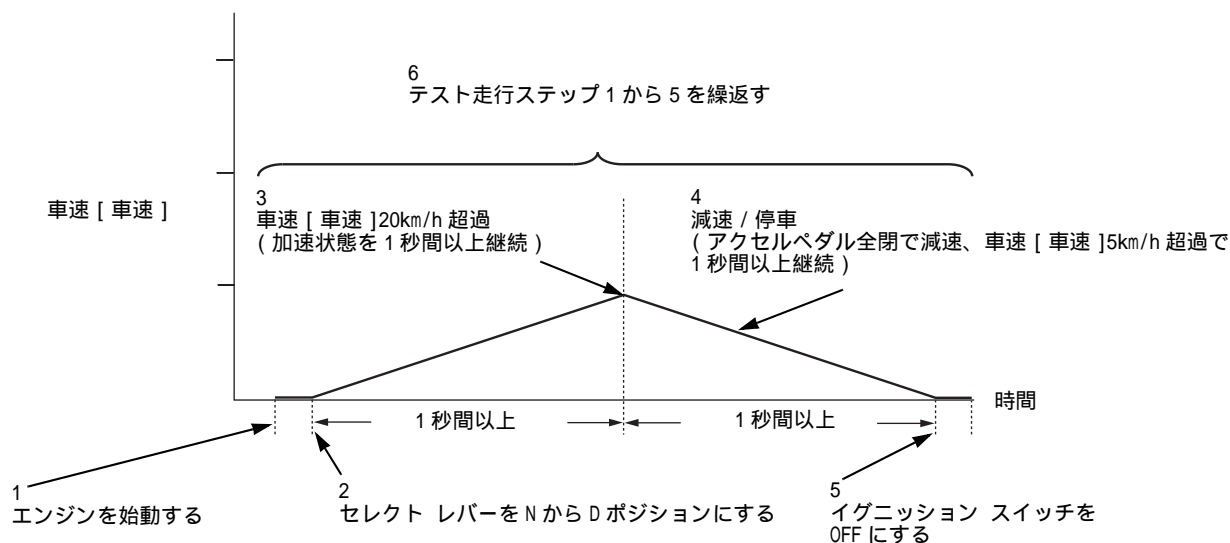 6
テスト走行ステップ 1 から 5 を繰返す
車速 [ 車速 ]
3
車速 [ 車速 ]20km/h 超過
( 加速状態を 1 秒間以上継続 )
4
減速 / 停車
( アクセルペダル全閉で減速、車速 [ 車速 ]5km/h 超過で
1 秒間以上継続 )
時間
1 秒間以上
1 秒間以上
1
エンジンを始動する
2
セレクト レバーを N から D ポジションにする
5
イグニッション スイッチを
OFF にする